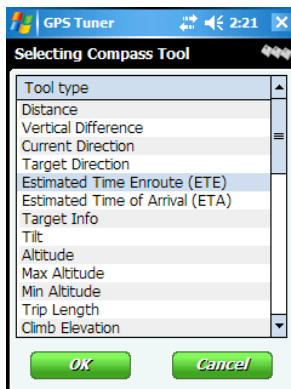 GPS Tuner 2:21
Selecting Compass Tool
Tool type
Distance
Vertical Difference
Current Direction
Target Direction
Estimated Time Enroute (ETE)
Estimated Time of Arrival (ETA)
Target Info
Tilt
Altitude
Max Altitude
Min Altitude
Trip Length
Climb Elevation
OK Cancel